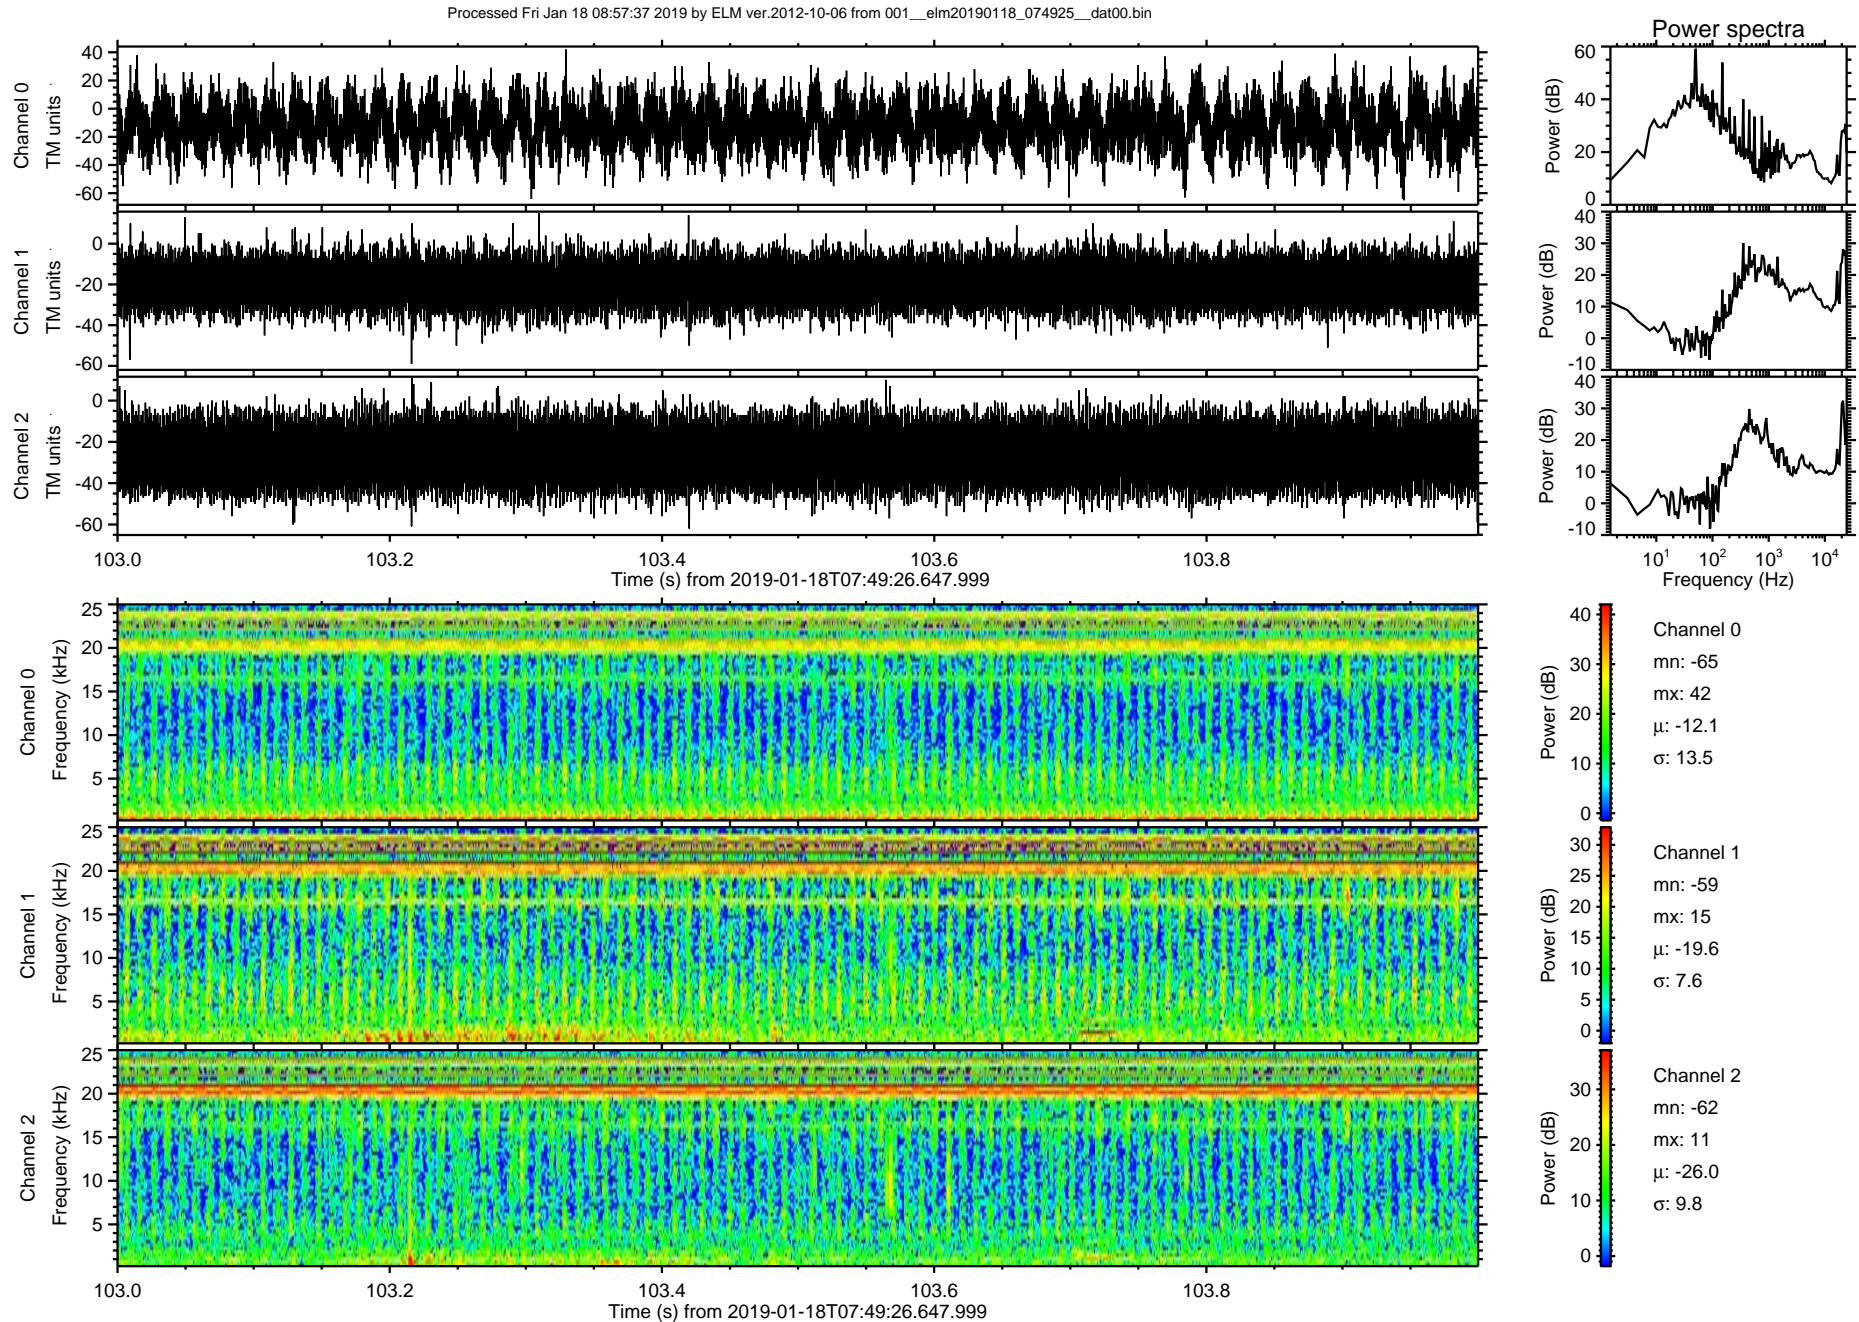 Processed Fri Jan 18 08:57:37 2019 by ELM ver.2012-10-06 from 001__elm20190118_074925__dat00.bin
Power spectra
Channel 0
TM units
40
20
0
-20
-40
-60
Power (dB)
60
40
20
0
Channel 1
TM units
0
-20
-40
-60
Power (dB)
40
30
20
10
0
-10
Channel 2
TM units
0
-20
-40
-60
Power (dB)
40
30
20
10
0
-10
103.0 103.2 103.4 103.6 103.8
Time (s) from 2019-01-18T07:49:26.647.999
10^1 10^2 10^3 10^4
Frequency (Hz)
Channel 0
Frequency (kHz)
25
20
15
10
5
Power (dB)
40
30
20
10
0
Channel 0
mn: -65
mx: 42
μ: -12.1
σ: 13.5
Channel 1
Frequency (kHz)
25
20
15
10
5
Power (dB)
30
25
20
15
10
5
0
Channel 1
mn: -59
mx: 15
μ: -19.6
σ: 7.6
Channel 2
Frequency (kHz)
25
20
15
10
5
Power (dB)
30
20
10
0
Channel 2
mn: -62
mx: 11
μ: -26.0
σ: 9.8
103.0 103.2 103.4 103.6 103.8
Time (s) from 2019-01-18T07:49:26.647.999